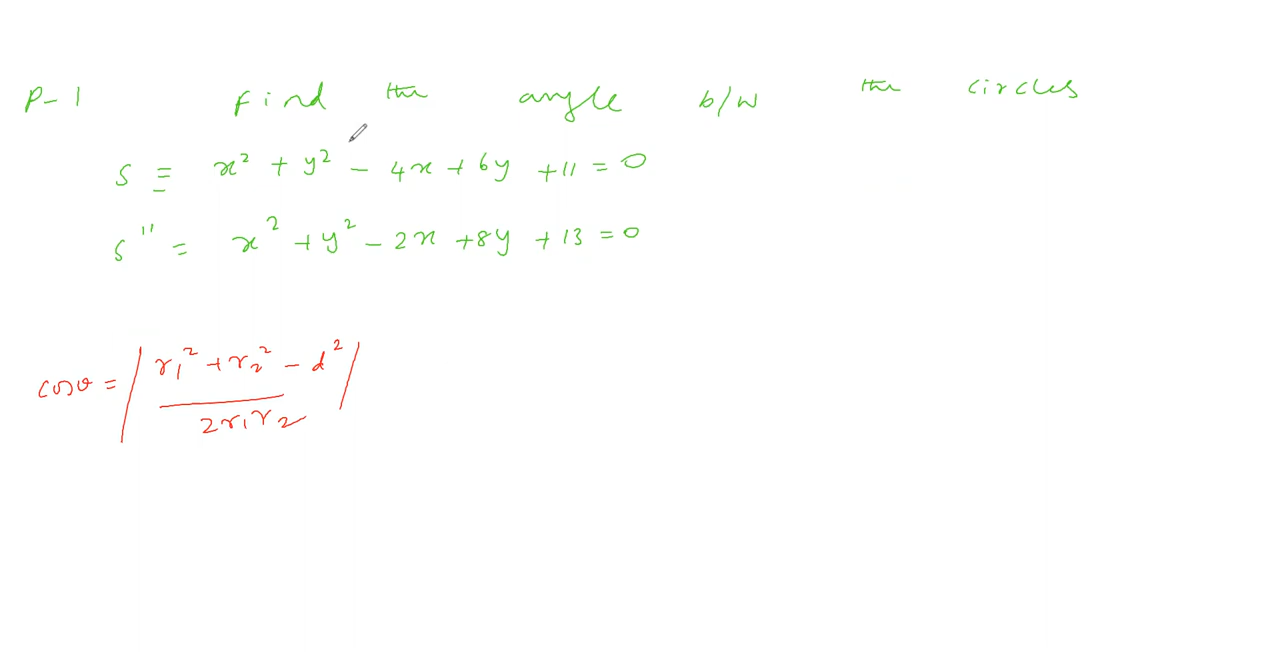 P-1 Find the angle b/w the circles
S ≡ x² + y² - 4x + 6y + 11 = 0
S'' = x² + y² - 2x + 8y + 13 = 0
cosθ = | r₁² + r₂² - d² / 2r₁r₂ |